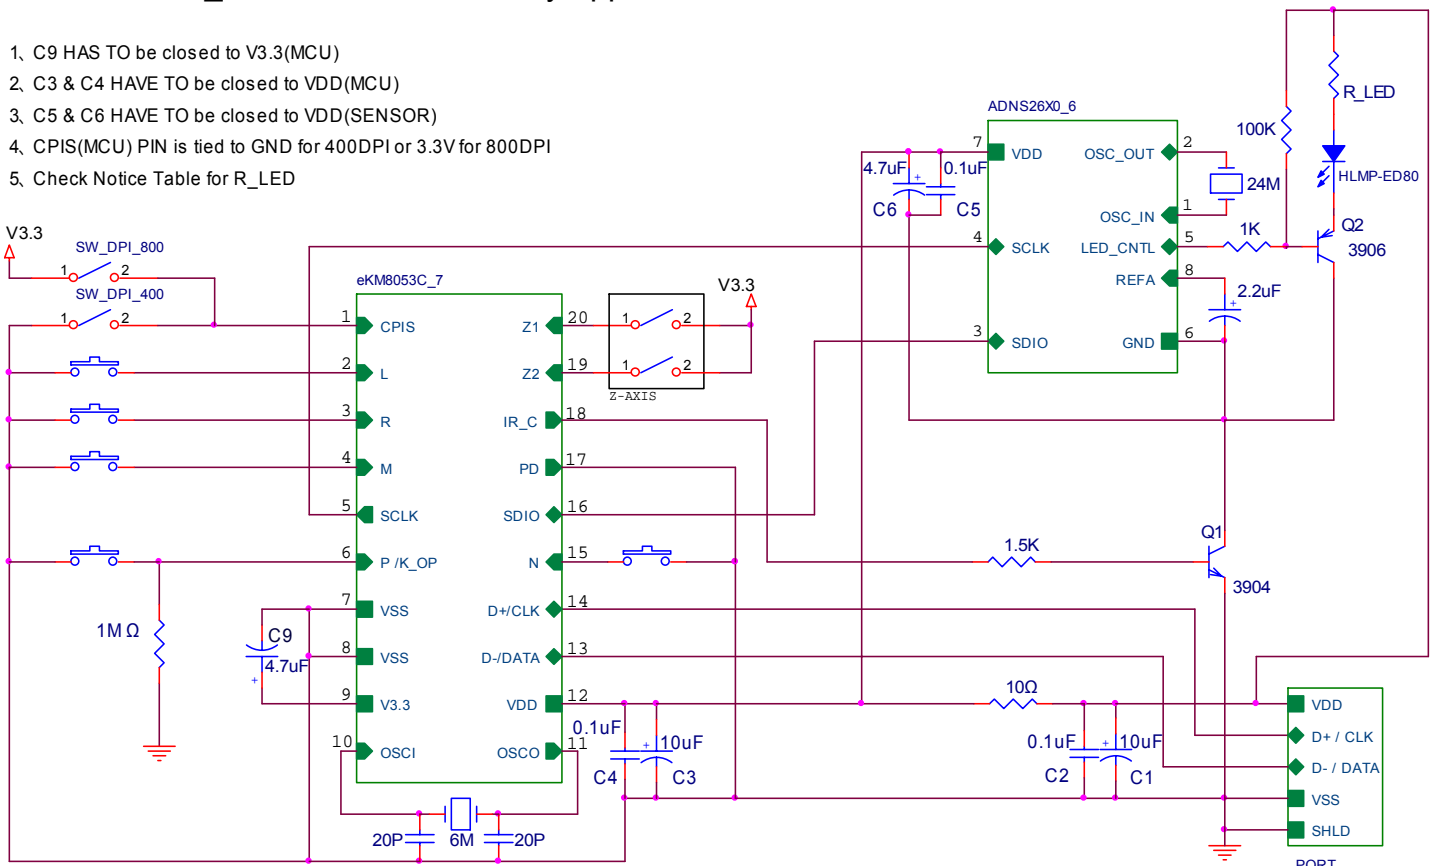 1、C9 HAS TO be closed to V3.3(MCU)
2、C3 & C4 HAVE TO be closed to VDD(MCU)
3、C5 & C6 HAVE TO be closed to VDD(SENSOR)
4、CPIS(MCU) PIN is tied to GND for 400DPI or 3.3V for 800DPI
5、Check Notice Table for R_LED
V3.3
SW_DPI_800
1 2
SW_DPI_400
1 2
eKM8053C_7
1 CPIS
2 L
3 R
4 M
5 SCLK
6 P /K_OP
7 VSS
8 VSS
9 V3.3
10 OSCI
Z1 20
Z2 19
IR_C 18
PD 17
SDIO 16
N 15
D+/CLK 14
D-/DATA 13
VDD 12
OSCO 11
1 2
1 2
Z-AXIS
V3.3
1M Ω
C9
4.7uF
+
20P
6M
20P
0.1uF
C4
+
10uF
C3
10Ω
0.1uF
C2
+
10uF
C1
1.5K
Q1
3904
ADNS26X0_6
7 VDD
4 SCLK
3 SDIO
OSC_OUT 2
OSC_IN 1
LED_CNTL 5
REFA 8
GND 6
4.7uF
+
C6
0.1uF
C5
24M
1K
2.2uF
+
100K
R_LED
HLMP-ED80
Q2
3906
VDD
D+ / CLK
D- / DATA
VSS
SHLD
PORT